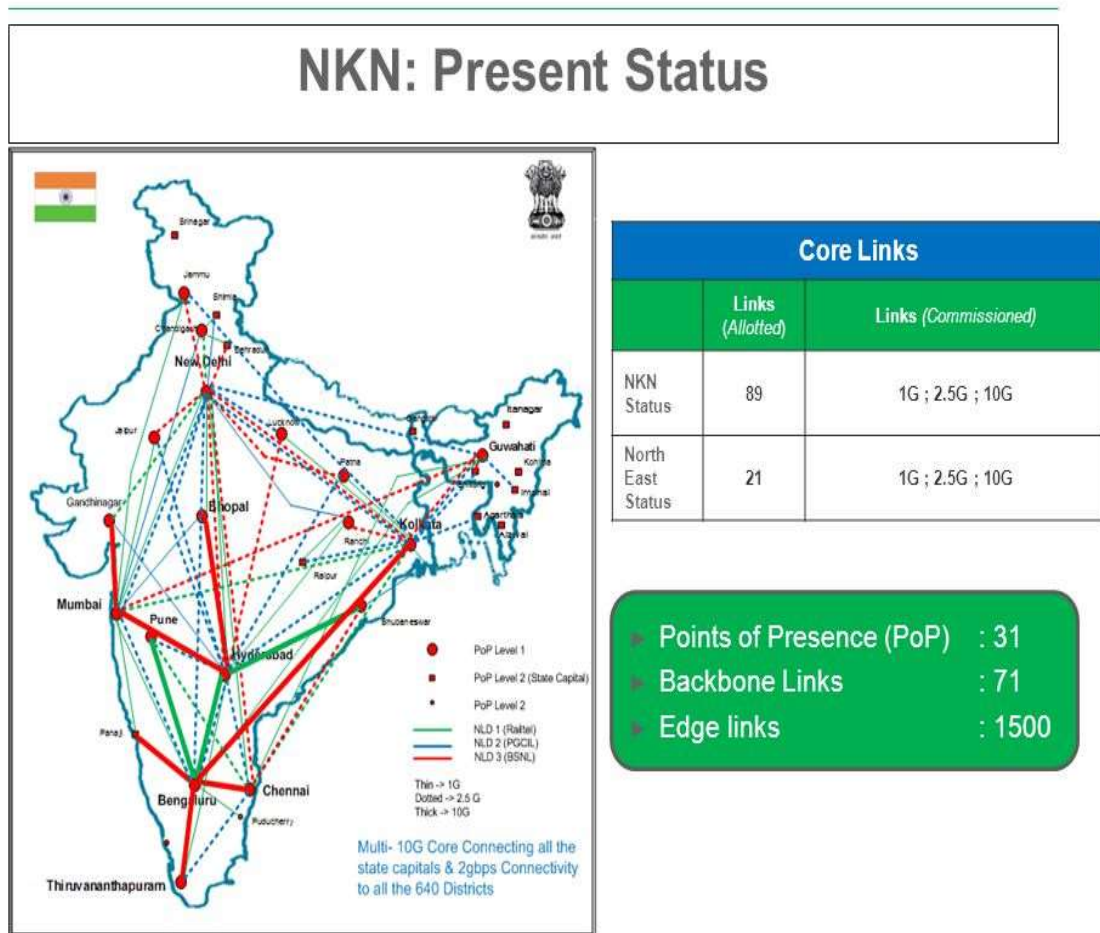 NKN: Present Status
Srinagar
Jammu
Shimla
Chandigarh
Dehradun
New Delhi
Jaipur
Lucknow
Itanagar
Guwahati
Kohima
Imphal
Patna
Gandhinagar
Bhopal
Kolkata
Ranchi
Agarthala
Aizwal
Raipur
Mumbai
Pune
Bhubaneswar
Hyderabad
Panaji
Bengaluru
Chennai
Puducherry
Thiruvananthapuram
PoP Level 1
PoP Level 2 (State Capital)
PoP Level 2
NLD 1 (Railtel)
NLD 2 (PGCIL)
NLD 3 (BSNL)
Thin -> 1G
Dotted -> 2.5 G
Thick -> 10G
Multi- 10G Core Connecting all the
state capitals & 2gbps Connectivity
to all the 640 Districts
Core Links
Links
(Allotted)
Links (Commissioned)
NKN
Status
89
1G ; 2.5G ; 10G
North
East
Status
21
1G ; 2.5G ; 10G
Points of Presence (PoP) : 31
Backbone Links : 71
Edge links : 1500